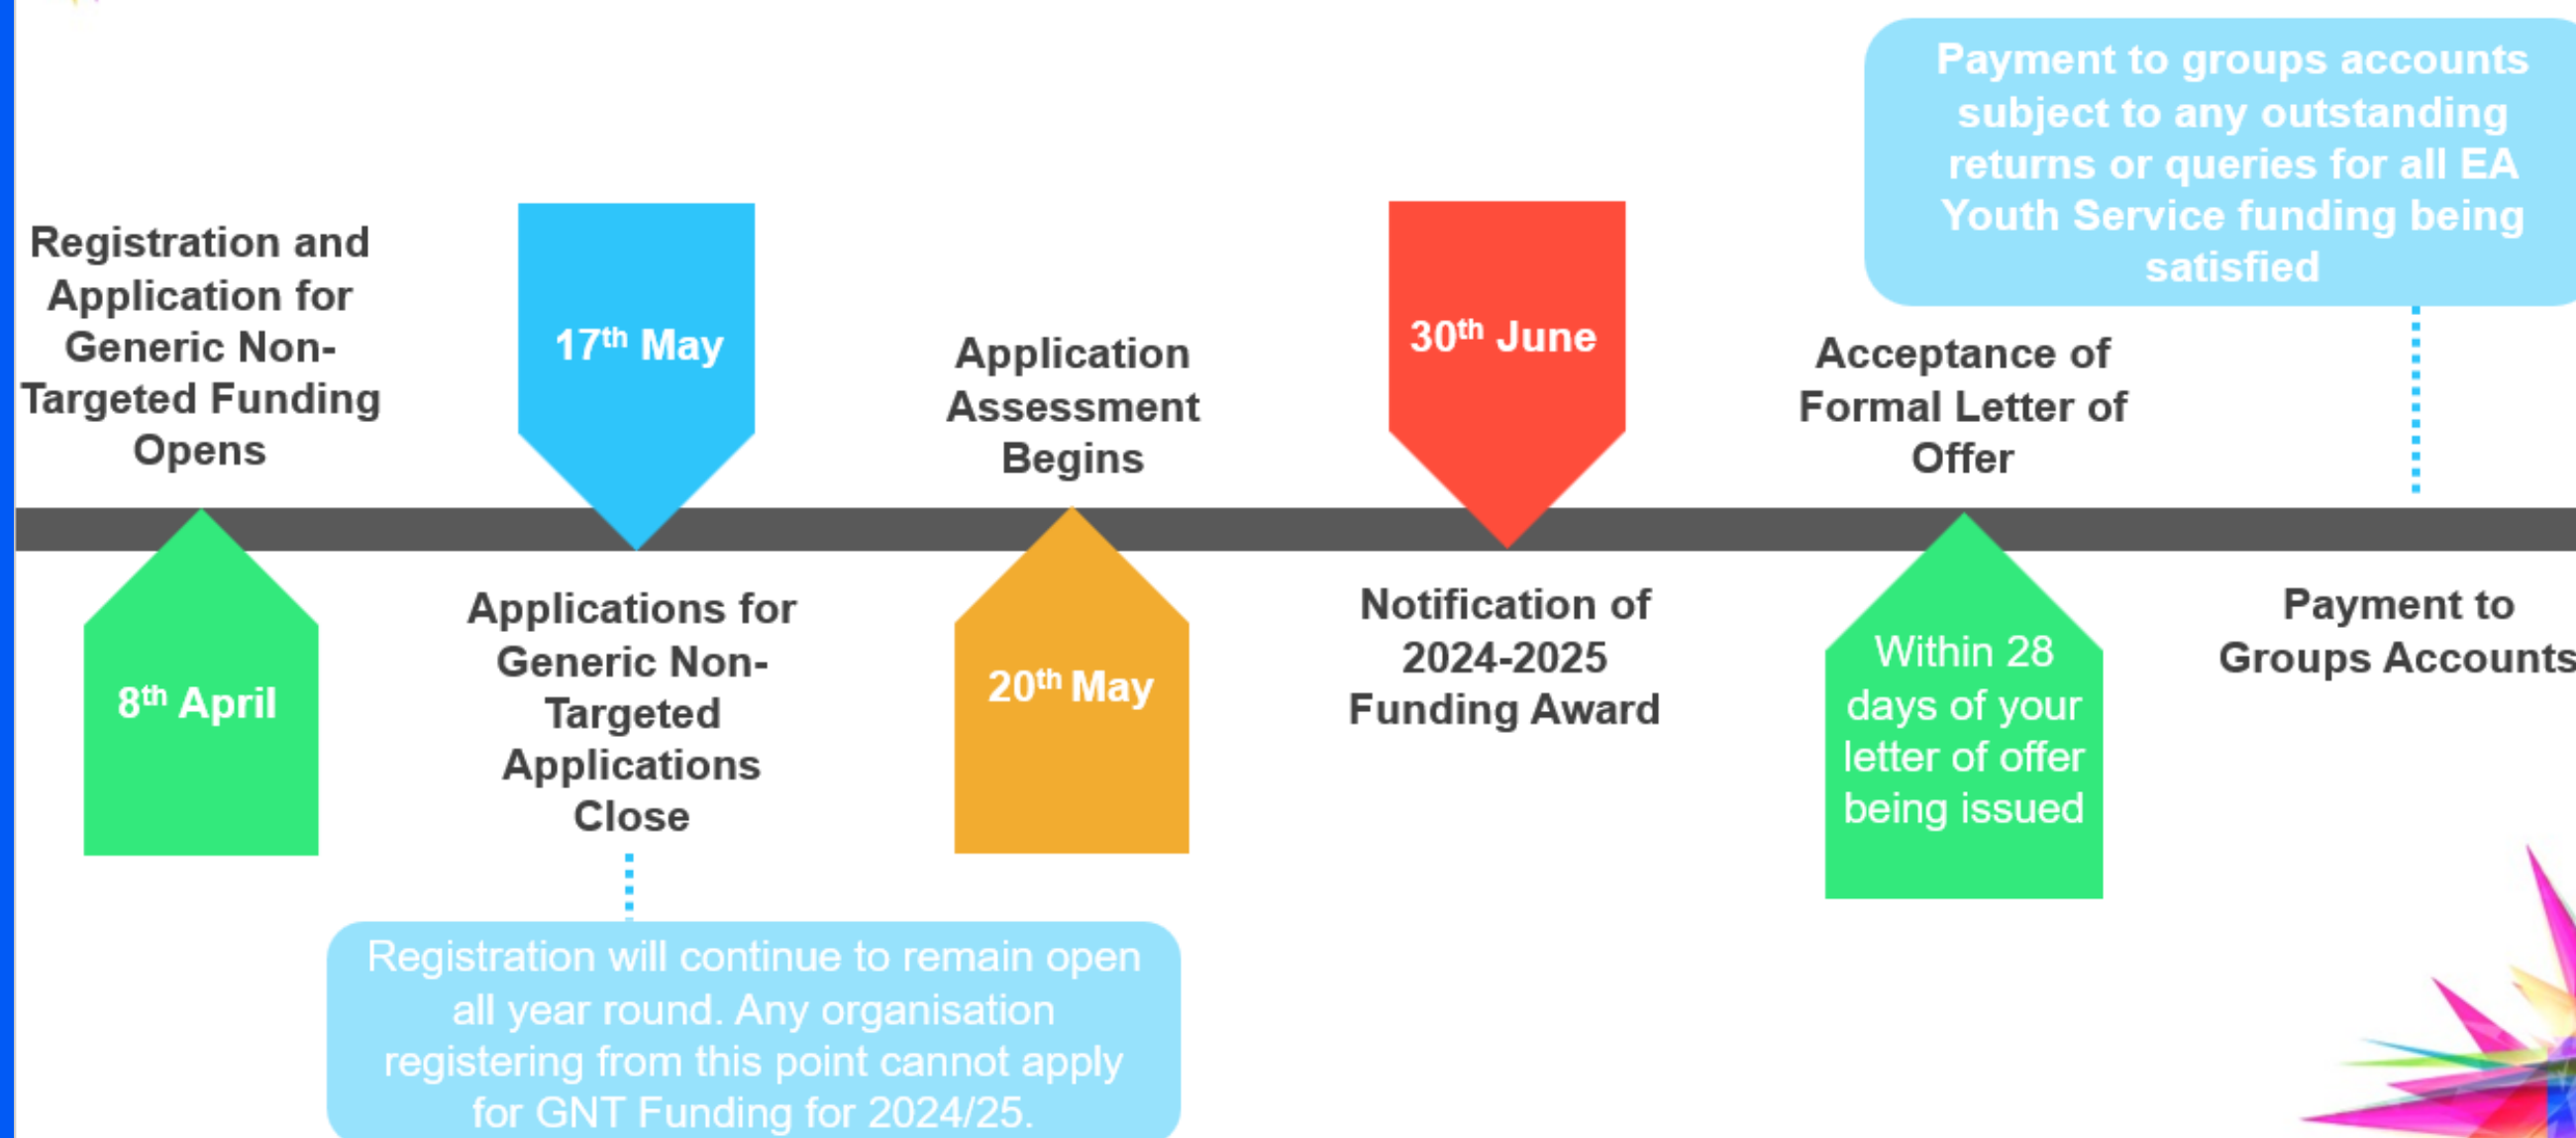 Registration and
Application for
Generic Non-
Targeted Funding
Opens
8th April
17th May
Applications for
Generic Non-
Targeted
Applications
Close
Registration will continue to remain open
all year round. Any organisation
registering from this point cannot apply
for GNT Funding for 2024/25.
Application
Assessment
Begins
20th May
30th June
Notification of
2024-2025
Funding Award
Acceptance of
Formal Letter of
Offer
Within 28
days of your
letter of offer
being issued
Payment to groups accounts
subject to any outstanding
returns or queries for all EA
Youth Service funding being
satisfied
Payment to
Groups Accounts